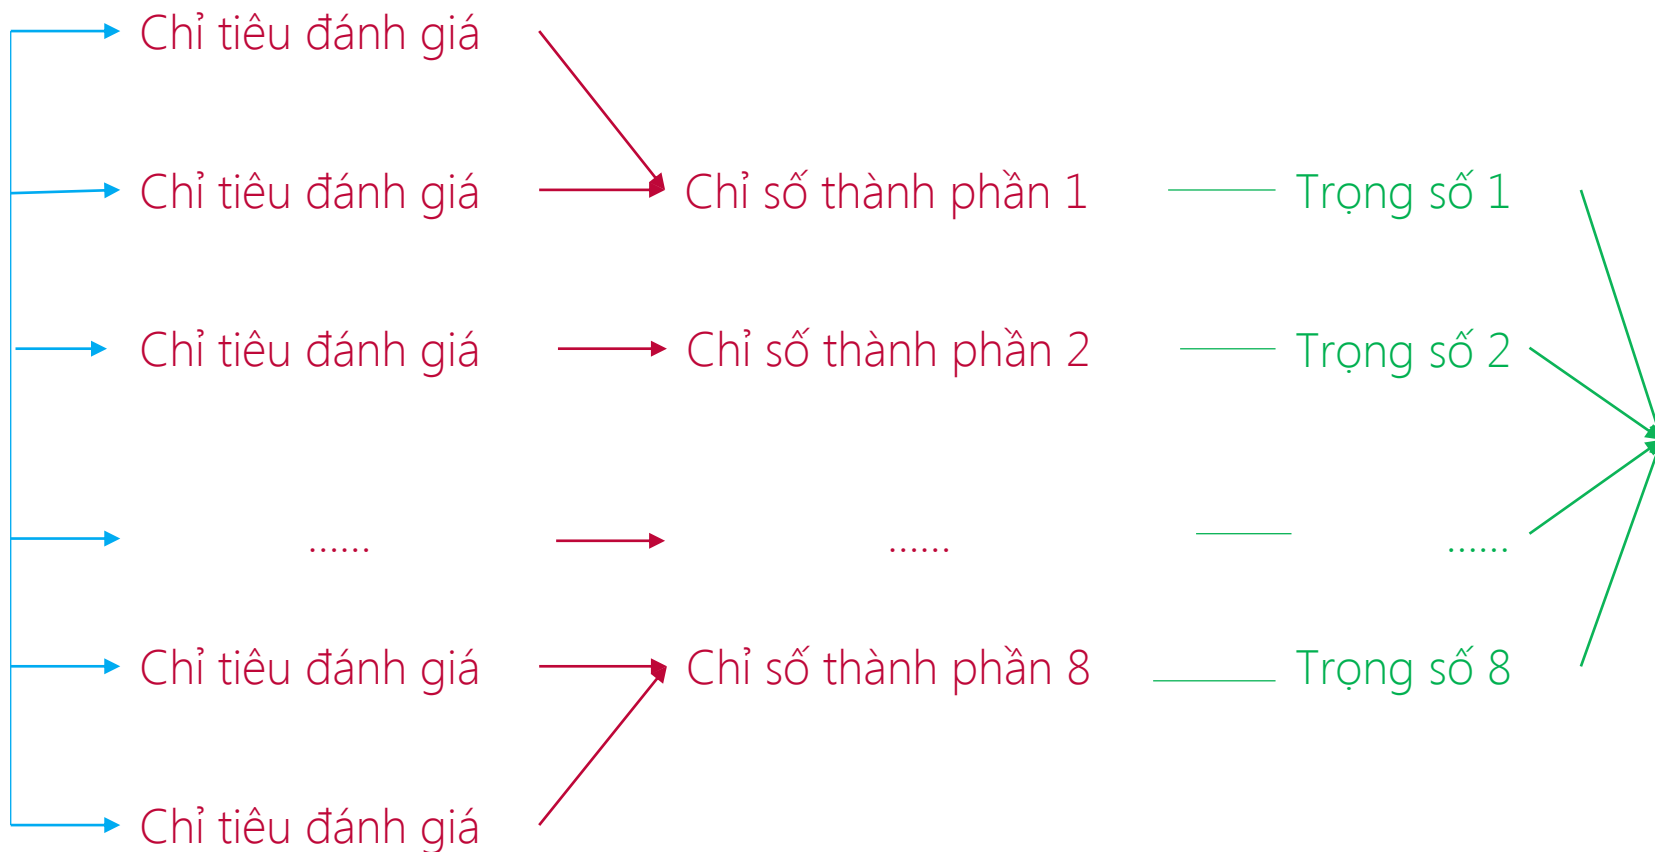 Chỉ tiêu đánh giá
Chỉ tiêu đánh giá Chỉ số thành phần 1 Trọng số 1
Chỉ tiêu đánh giá Chỉ số thành phần 2 Trọng số 2
...... ...... ......
Chỉ tiêu đánh giá Chỉ số thành phần 8 Trọng số 8
Chỉ tiêu đánh giá